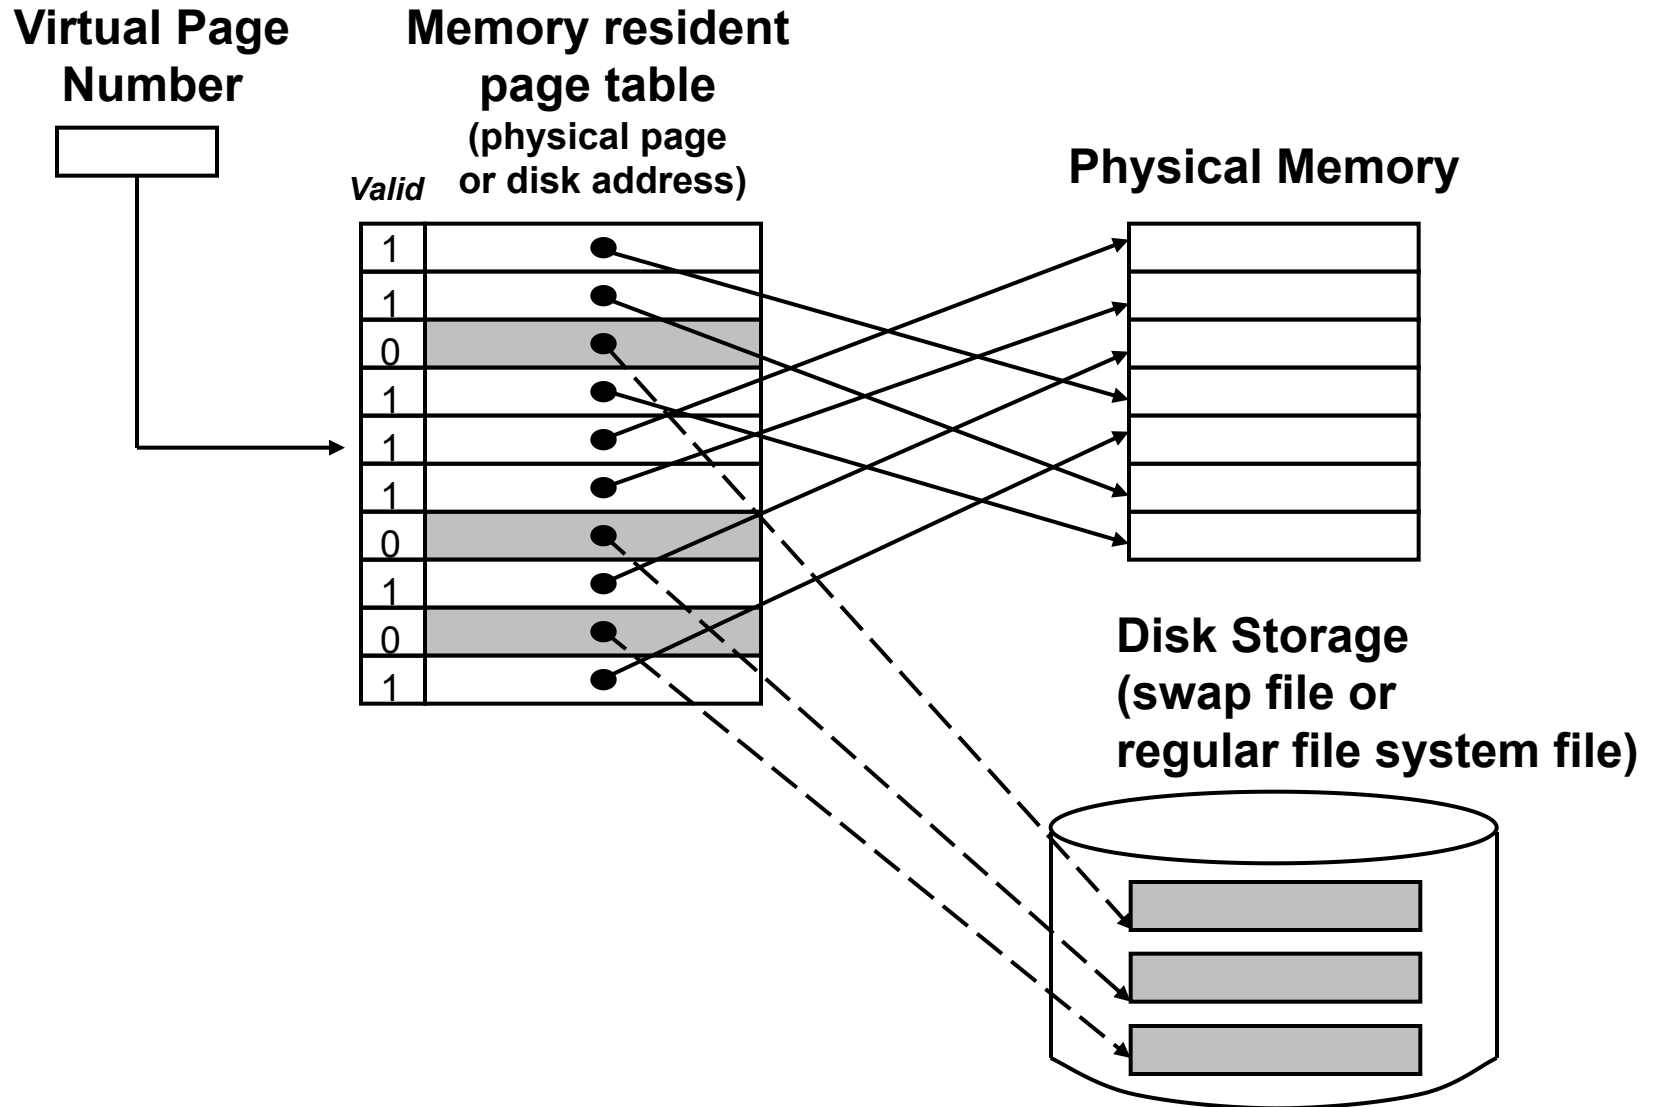 Virtual Page
Number
Memory resident
page table
(physical page
or disk address)
Valid
1
1
0
1
1
1
0
1
0
1
Physical Memory
Disk Storage
(swap file or
regular file system file)